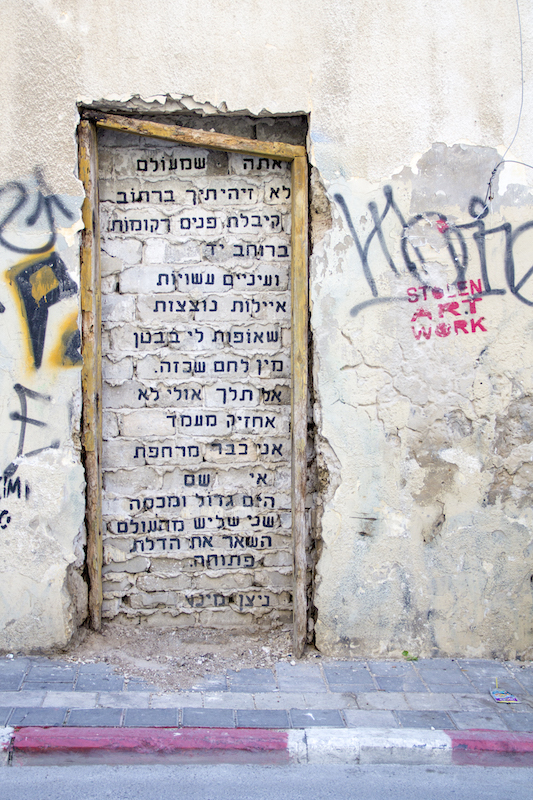 אתה שמעולם
לא זיהיתיך ברחוב
קיבלת פנים רקומות
ברוחב יד
ועיניים עשויות
איילות נוצצות
שאופות לי בבטן
מין לחם שכזה.
אל תלך אולי לא
אחזיק מעמד
אני כבר מרחפת
אי שם
הים גדול ומכסה
שני שליש מהעולם
השאר את הדלת
פתוחה.
ניצן מינץ
STOLEN
ART
WORK